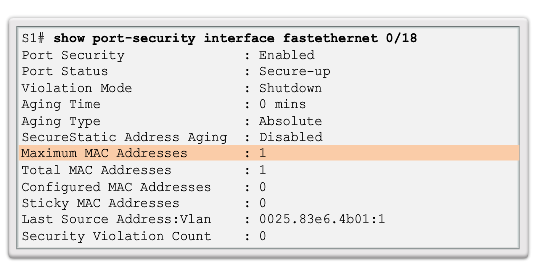 S1# show port-security interface fastethernet 0/18
Port Security : Enabled
Port Status : Secure-up
Violation Mode : Shutdown
Aging Time : 0 mins
Aging Type : Absolute
SecureStatic Address Aging : Disabled
Maximum MAC Addresses : 1
Total MAC Addresses : 1
Configured MAC Addresses : 0
Sticky MAC Addresses : 0
Last Source Address:Vlan : 0025.83e6.4b01:1
Security Violation Count : 0